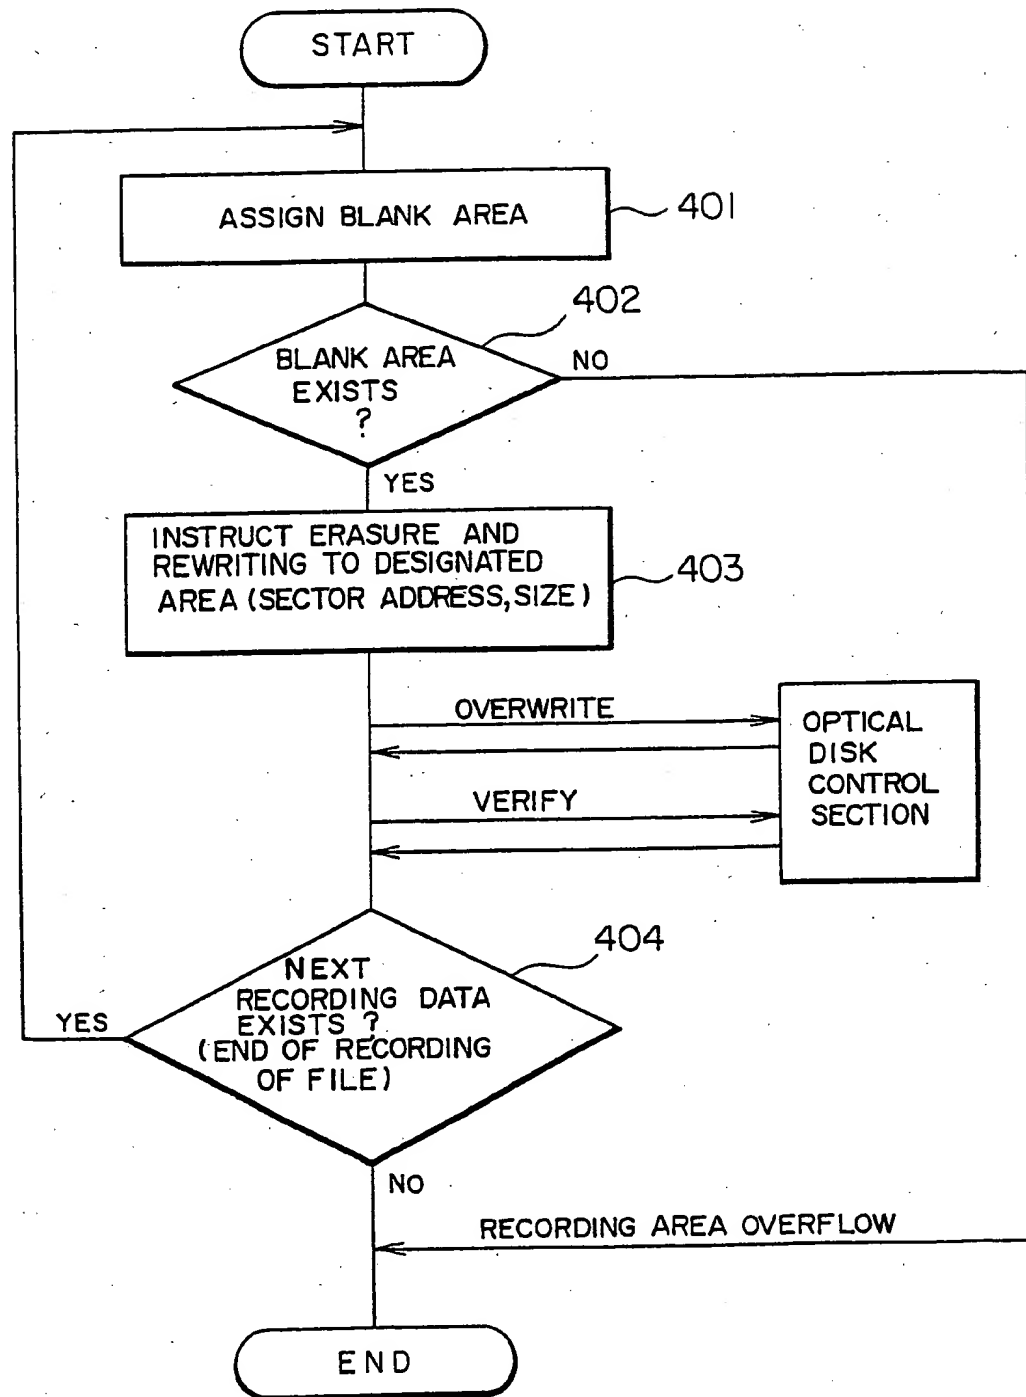 START
ASSIGN BLANK AREA
401
402
BLANK AREA
EXISTS
?
NO
YES
INSTRUCT ERASURE AND
REWRITING TO DESIGNATED
AREA (SECTOR ADDRESS,SIZE)
403
OVERWRITE
VERIFY
OPTICAL
DISK
CONTROL
SECTION
404
NEXT
RECORDING DATA
EXISTS ?
(END OF RECORDING
OF FILE)
YES
NO
RECORDING AREA OVERFLOW
END